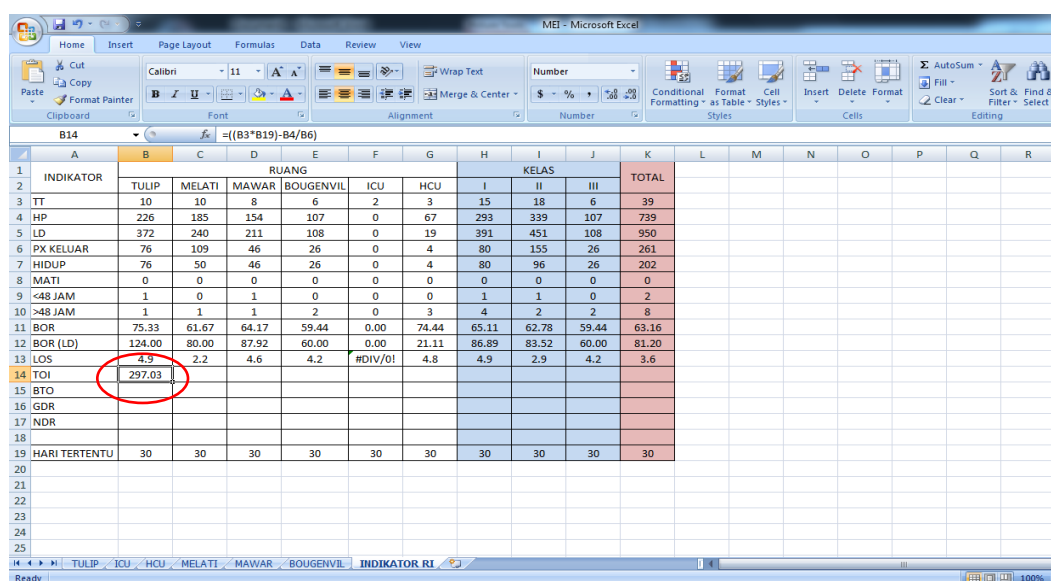 MEI - Microsoft Excel
Home Insert Page Layout Formulas Data Review View
Cut
Copy
Format Painter
Paste
Calibri 11 A A
B I U A
Wrap Text
Merge & Center
Number
$ % , .0 .00 .00 .0
Conditional Formatting Format as Table Cell Styles
Insert Delete Format
Σ AutoSum
Fill
Clear
Sort & Filter Find & Select
Clipboard Font Alignment Number Styles Cells Editing
B14 fx =((B3*B19)-B4/B6)
A B C D E F G H I J K L M N O P Q R
1 INDIKATOR RUANG KELAS TOTAL
2 TULIP MELATI MAWAR BOUGENVIL ICU HCU I II III
3 TT 10 10 8 6 2 3 15 18 6 39
4 HP 226 185 154 107 0 67 293 339 107 739
5 LD 372 240 211 108 0 19 391 451 108 950
6 PX KELUAR 76 109 46 26 0 4 80 155 26 261
7 HIDUP 76 50 46 26 0 4 80 96 26 202
8 MATI 0 0 0 0 0 0 0 0 0 0
9 <48 JAM 1 0 1 0 0 0 1 1 0 2
10 >48 JAM 1 1 1 2 0 3 4 2 2 8
11 BOR 75.33 61.67 64.17 59.44 0.00 74.44 65.11 62.78 59.44 63.16
12 BOR (LD) 124.00 80.00 87.92 60.00 0.00 21.11 86.89 83.52 60.00 81.20
13 LOS 4.9 2.2 4.6 4.2 #DIV/0! 4.8 4.9 2.9 4.2 3.6
14 TOI 297.03
15 BTO
16 GDR
17 NDR
18
19 HARI TERTENTU 30 30 30 30 30 30 30 30 30 30
20
21
22
23
24
25
TULIP ICU HCU MELATI MAWAR BOUGENVIL INDIKATOR RI
Ready 100%